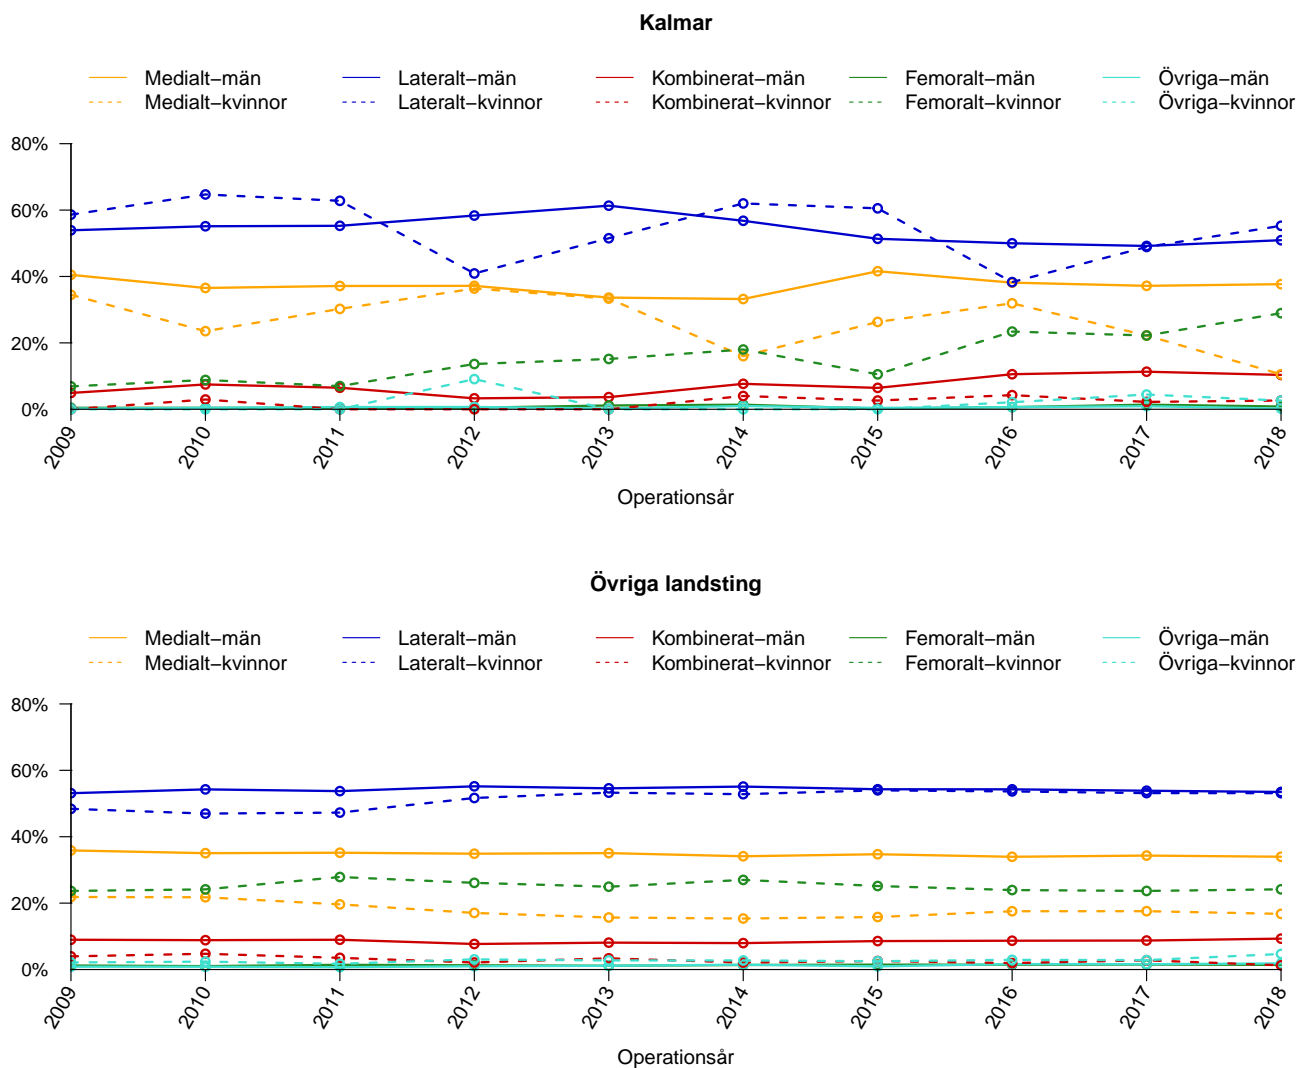 Kalmar
Medialt−män Lateralt−män Kombinerat−män Femoralt−män Övriga−män
Medialt−kvinnor Lateralt−kvinnor Kombinerat−kvinnor Femoralt−kvinnor Övriga−kvinnor
80%
60%
40%
20%
0%
2009 2010 2011 2012 2013 2014 2015 2016 2017 2018
Operationsår
Övriga landsting
Medialt−män Lateralt−män Kombinerat−män Femoralt−män Övriga−män
Medialt−kvinnor Lateralt−kvinnor Kombinerat−kvinnor Femoralt−kvinnor Övriga−kvinnor
80%
60%
40%
20%
0%
2009 2010 2011 2012 2013 2014 2015 2016 2017 2018
Operationsår